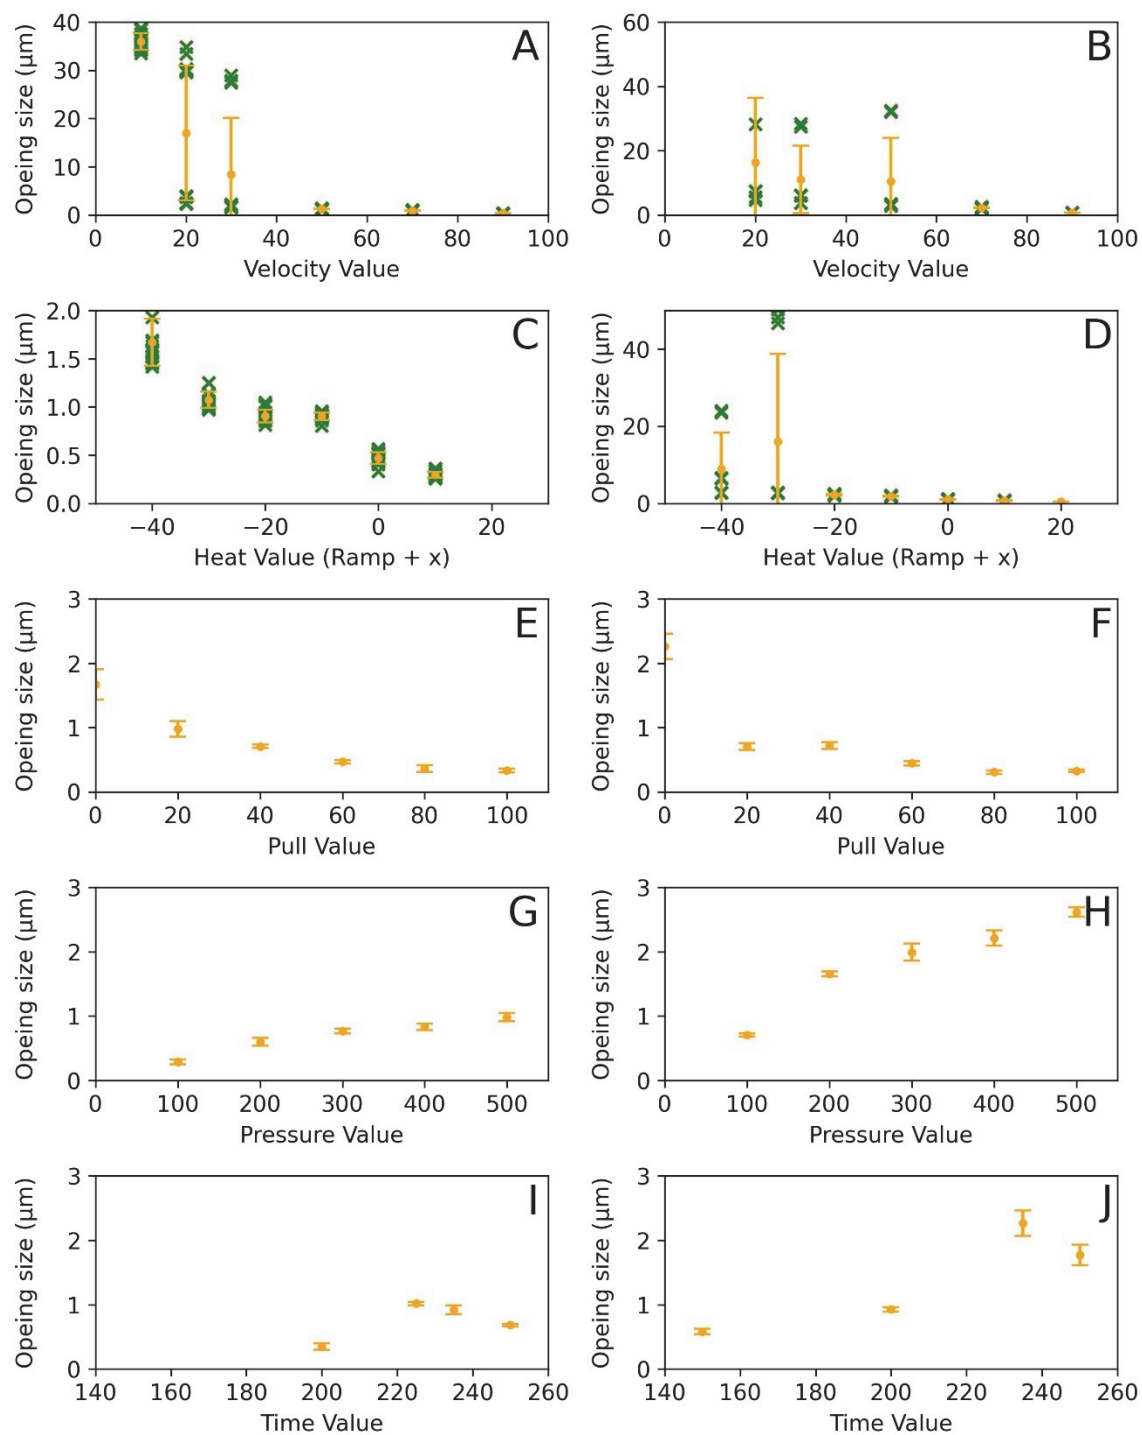 Opeing size (μm)
40
30
20
10
0
A
0 20 40 60 80 100
Velocity Value
Opeing size (μm)
60
40
20
0
B
0 20 40 60 80 100
Velocity Value
Opeing size (μm)
2.0
1.5
1.0
0.5
0.0
C
−40 −20 0 20
Heat Value (Ramp + x)
Opeing size (μm)
40
20
0
D
−40 −20 0 20
Heat Value (Ramp + x)
Opeing size (μm)
3
2
1
0
E
0 20 40 60 80 100
Pull Value
Opeing size (μm)
3
2
1
0
F
0 20 40 60 80 100
Pull Value
Opeing size (μm)
3
2
1
0
G
0 100 200 300 400 500
Pressure Value
Opeing size (μm)
3
2
1
0
H
0 100 200 300 400 500
Pressure Value
Opeing size (μm)
3
2
1
0
I
140 160 180 200 220 240 260
Time Value
Opeing size (μm)
3
2
1
0
J
140 160 180 200 220 240 260
Time Value